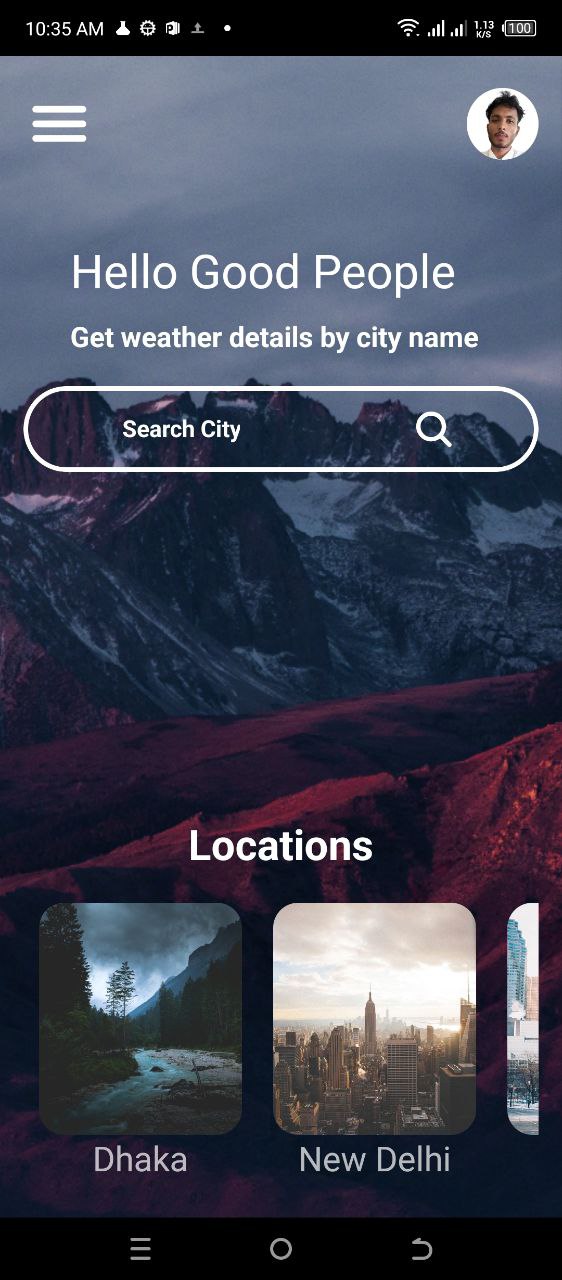 10:35 AM
1.13
K/S
100
Hello Good People
Get weather details by city name
Search City
Locations
Dhaka
New Delhi